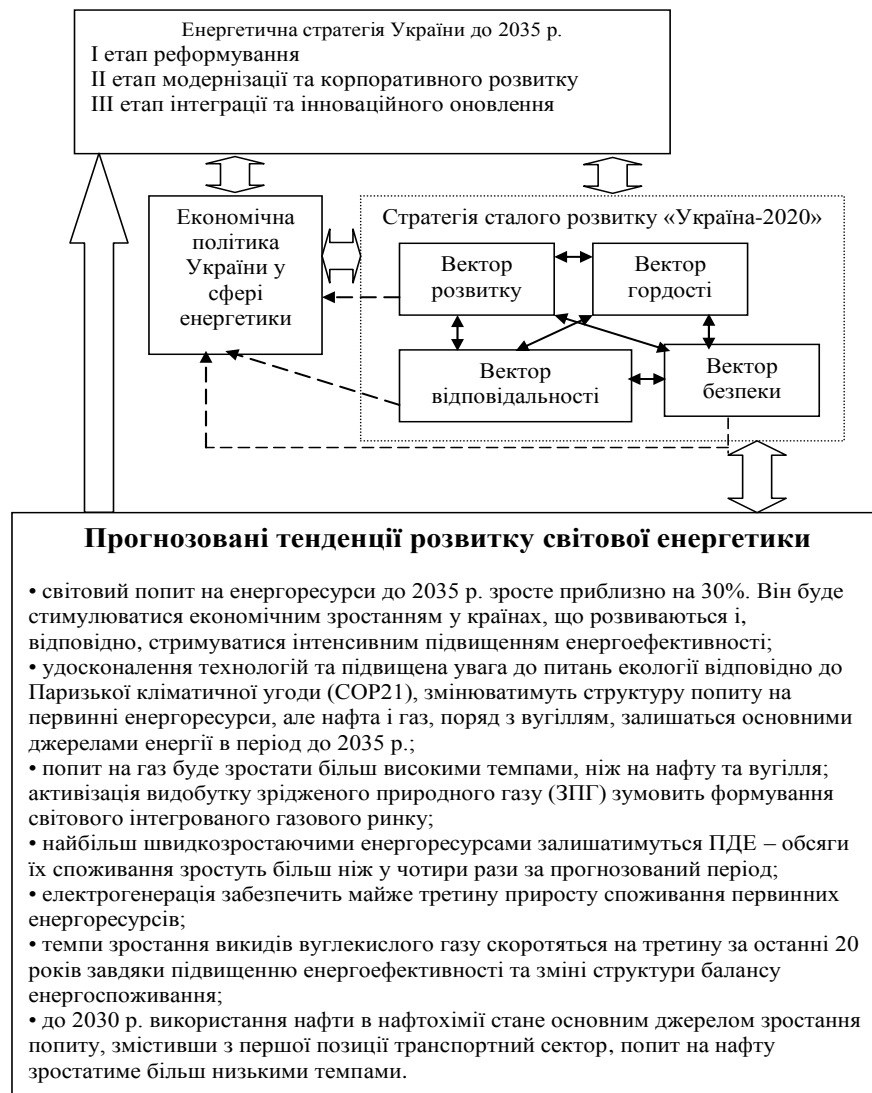 Енергетична стратегія України до 2035 р.
І етап реформування
ІІ етап модернізації та корпоративного розвитку
ІІІ етап інтеграції та інноваційного оновлення
Економічна
політика
України у
сфері
енергетики
Стратегія сталого розвитку «Україна-2020»
Вектор
розвитку
Вектор
гордості
Вектор
відповідальності
Вектор
безпеки
Прогнозовані тенденції розвитку світової енергетики
• світовий попит на енергоресурси до 2035 р. зросте приблизно на 30%. Він буде
стимулюватися економічним зростанням у країнах, що розвиваються і,
відповідно, стримуватися інтенсивним підвищенням енергоефективності;
• удосконалення технологій та підвищена увага до питань екології відповідно до
Паризької кліматичної угоди (COP21), змінюватимуть структуру попиту на
первинні енергоресурси, але нафта і газ, поряд з вугіллям, залишаться основними
джерелами енергії в період до 2035 р.;
• попит на газ буде зростати більш високими темпами, ніж на нафту та вугілля;
активізація видобутку зрідженого природного газу (ЗПГ) зумовить формування
світового інтегрованого газового ринку;
• найбільш швидкозростаючими енергоресурсами залишатимуться ПДЕ – обсяги
їх споживання зростуть більш ніж у чотири рази за прогнозований період;
• електрогенерація забезпечить майже третину приросту споживання первинних
енергоресурсів;
• темпи зростання викидів вуглекислого газу скоротяться на третину за останні 20
років завдяки підвищенню енергоефективності та зміні структури балансу
енергоспоживання;
• до 2030 р. використання нафти в нафтохімії стане основним джерелом зростання
попиту, змістивши з першої позиції транспортний сектор, попит на нафту
зростатиме більш низькими темпами.